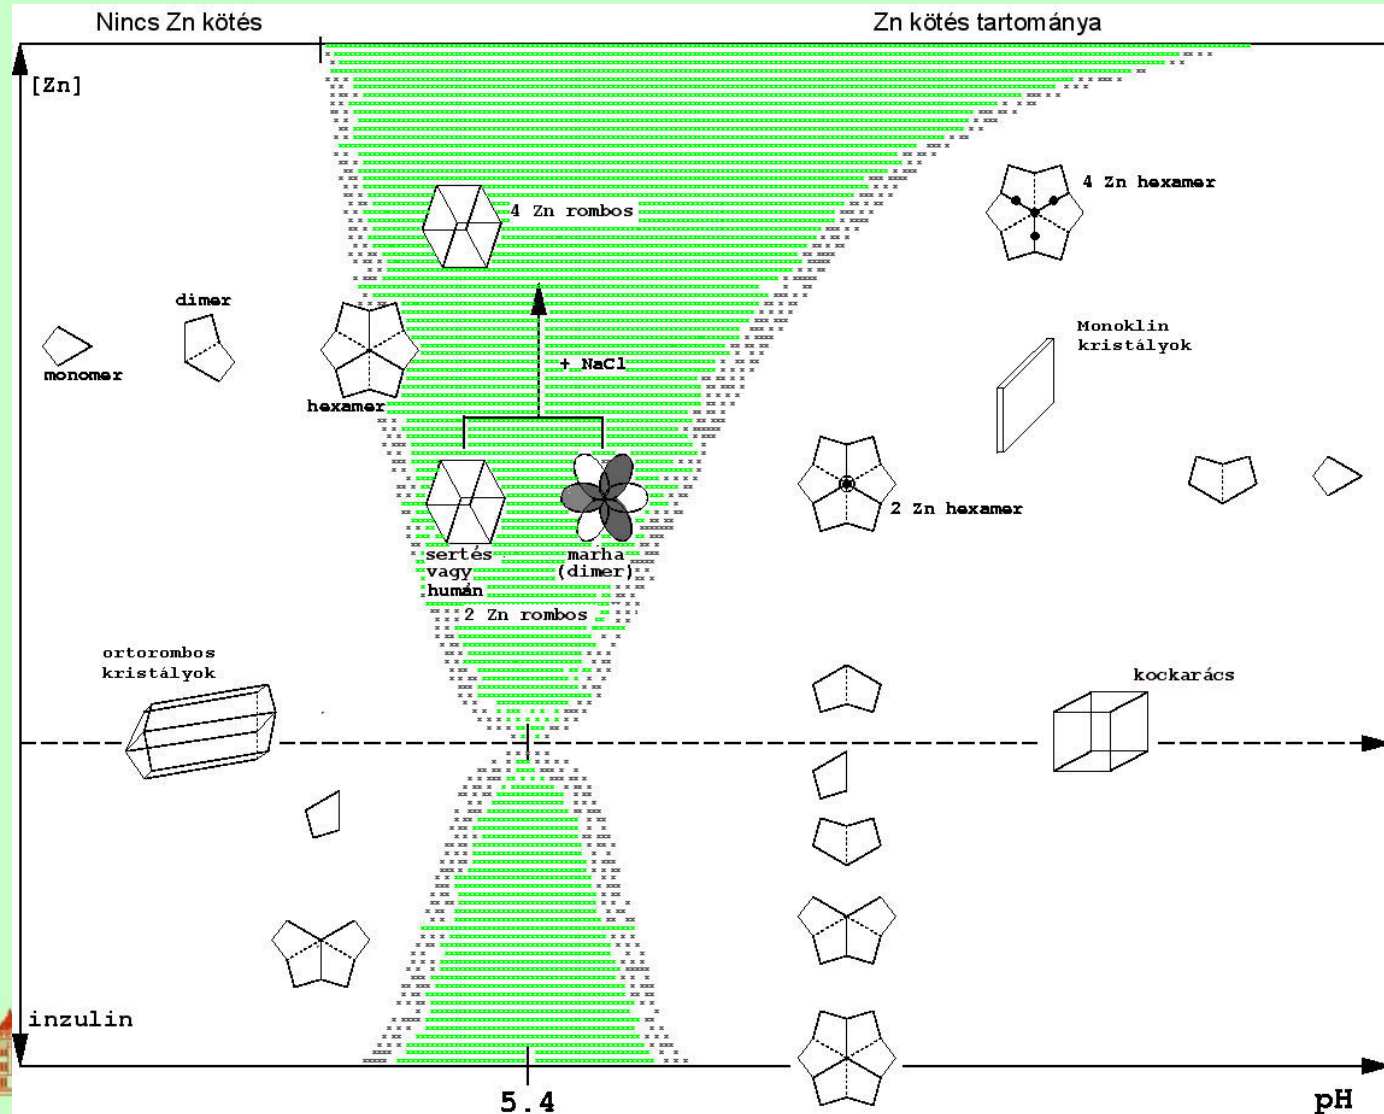 Nincs Zn kötés
Zn kötés tartománya
[Zn]
4 Zn hexamer
4 Zn rombos
dimer
monomer
hexamer
+ NaCl
Monoklin
kristályok
2 Zn hexamer
sertés
vagy
humán
marha
(dimer)
2 Zn rombos
ortorombos
kristályok
kockarács
inzulin
5.4
pH